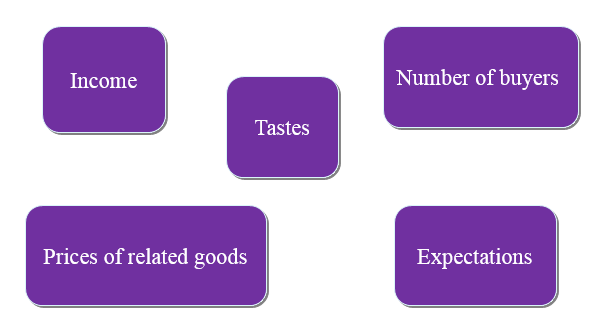 Income
Number of buyers
Tastes
Prices of related goods
Expectations